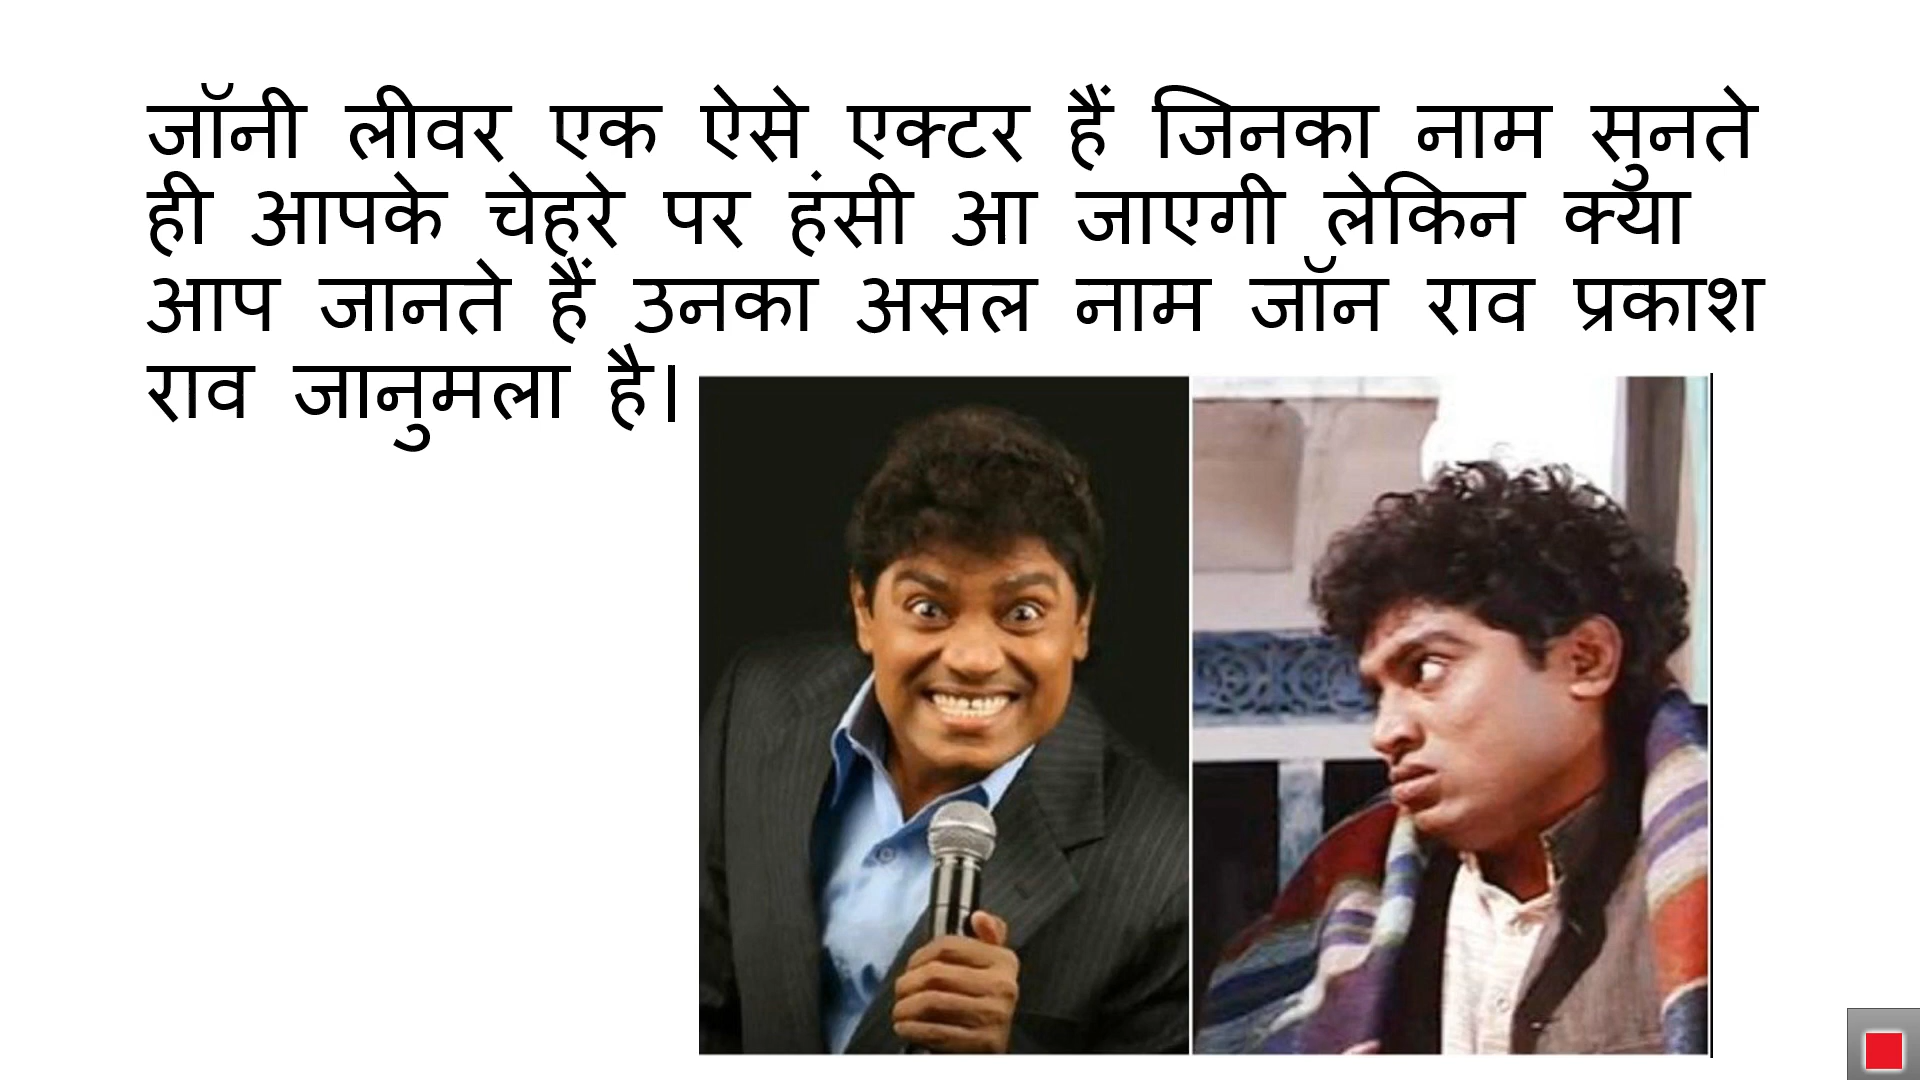 जॉनी लीवर एक ऐसे एक्टर हैं जिनका नाम सुनते
ही आपके चेहरे पर हंसी आ जाएगी लेकिन क्या
आप जानते हैं उनका असल नाम जॉन राव प्रकाश
राव जानुमला है।